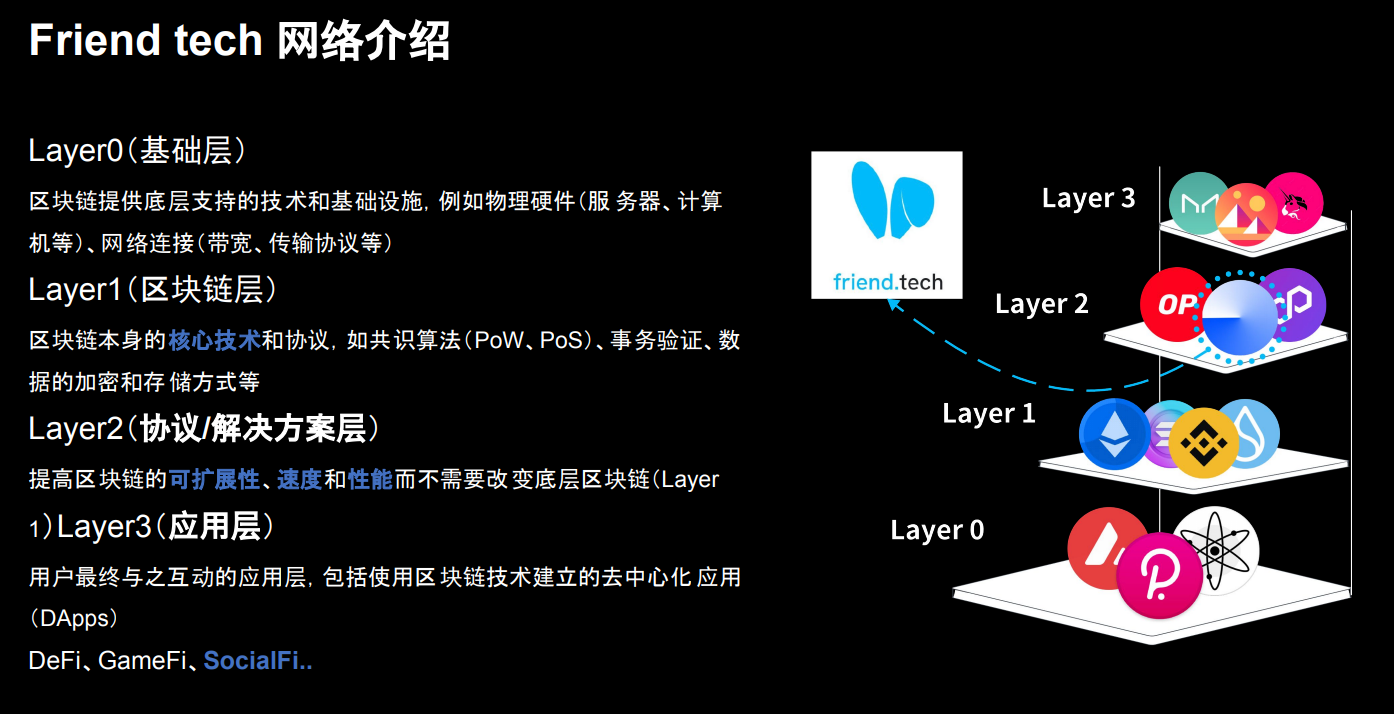 Friend tech 网络介绍
Layer0（基础层）
区块链提供底层支持的技术和基础设施, 例如物理硬件（服 务器、计算
机等）、网络连接（带宽、传输协议等）
Layer1（区块链层）
区块链本身的核心技术和协议, 如共识算法（PoW、PoS）、事务验证、数
据的加密和存 储方式等
Layer2（协议/解决方案层）
提高区块链的可扩展性、速度和性能而不需要改 变底层区块链（Layer
1）Layer3（应用层）
用户最终与之互动的应用层, 包括使用区块链技术建立的去中心化 应用
（DApps）
DeFi、GameFi、SocialFi..
friend.tech
Layer 3
Layer 2
OP
Layer 1
Layer 0